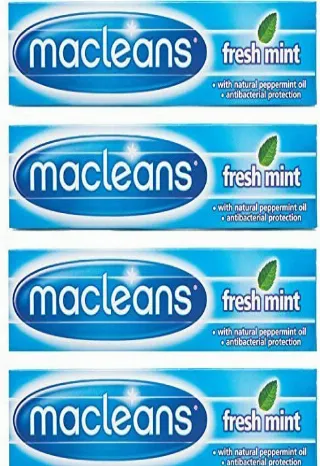 macleans
fresh mint
• with natural peppermint oil
• antibacterial protection
macleans
fresh mint
• with natural peppermint oil
• antibacterial protection
macleans
fresh mint
• with natural peppermint oil
• antibacterial protection
macleans
fresh mint
• with natural peppermint oil
• antibacterial protection